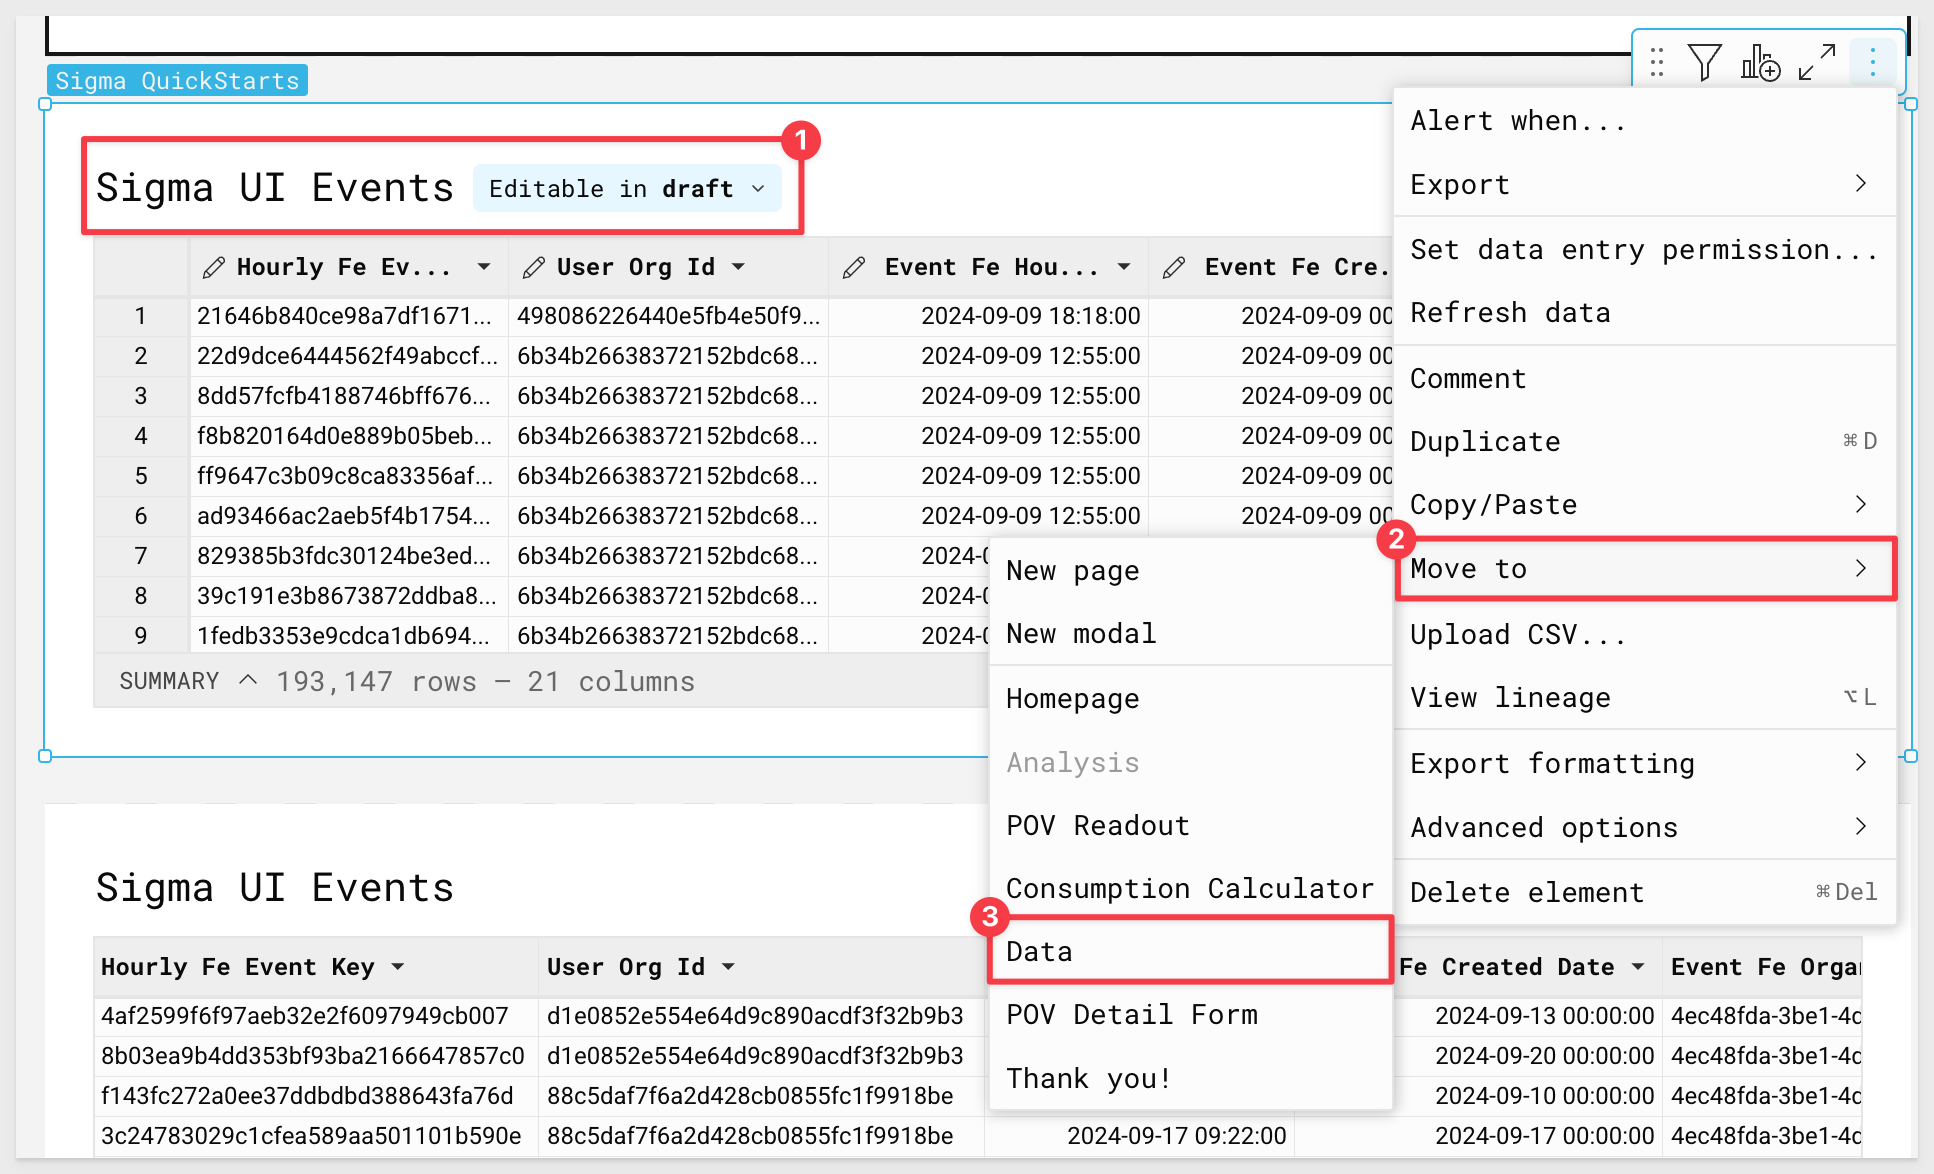 Sigma QuickStarts
Sigma UI Events Editable in draft
1
Hourly Fe Ev... User Org Id Event Fe Hou... Event Fe Cre.
1 21646b840ce98a7df1671... 498086226440e5fb4e50f9... 2024-09-09 18:18:00 2024-09-09 00
2 22d9dce6444562f49abccf... 6b34b26638372152bdc68... 2024-09-09 12:55:00 2024-09-09 00
3 8dd57fcfb4188746bff676... 6b34b26638372152bdc68... 2024-09-09 12:55:00 2024-09-09 00
4 f8b820164d0e889b05beb... 6b34b26638372152bdc68... 2024-09-09 12:55:00 2024-09-09 00
5 ff9647c3b09c8ca83356af... 6b34b26638372152bdc68... 2024-09-09 12:55:00 2024-09-09 00
6 ad93466ac2aeb5f4b1754... 6b34b26638372152bdc68... 2024-09-09 12:55:00 2024-09-09 00
7 829385b3fdc30124be3ed... 6b34b26638372152bdc68... 2024-
8 39c191e3b8673872ddba8... 6b34b26638372152bdc68... 2024-
9 1fedb3353e9cdca1db694... 6b34b26638372152bdc68... 2024-
SUMMARY 193,147 rows – 21 columns
Alert when...
Export
Set data entry permission...
Refresh data
Comment
Duplicate ⌘D
Copy/Paste
2
Move to
Upload CSV...
View lineage ⌥L
Export formatting
Advanced options
Delete element ⌘Del
New page
New modal
Homepage
Analysis
POV Readout
Consumption Calculator
3
Data
POV Detail Form
Thank you!
Sigma UI Events
Hourly Fe Event Key User Org Id Fe Created Date Event Fe Orga
4af2599f6f97aeb32e2f6097949cb007 d1e0852e554e64d9c890acdf3f32b9b3 2024-09-13 00:00:00 4ec48fda-3be1-4c
8b03ea9b4dd353bf93ba2166647857c0 d1e0852e554e64d9c890acdf3f32b9b3 2024-09-20 00:00:00 4ec48fda-3be1-4c
f143fc272a0ee37ddbdbd388643fa76d 88c5daf7f6a2d428cb0855fc1f9918be 2024-09-10 00:00:00 4ec48fda-3be1-4c
3c24783029c1cfea589aa501101b590e 88c5daf7f6a2d428cb0855fc1f9918be 2024-09-17 09:22:00 2024-09-17 00:00:00 4ec48fda-3be1-4c